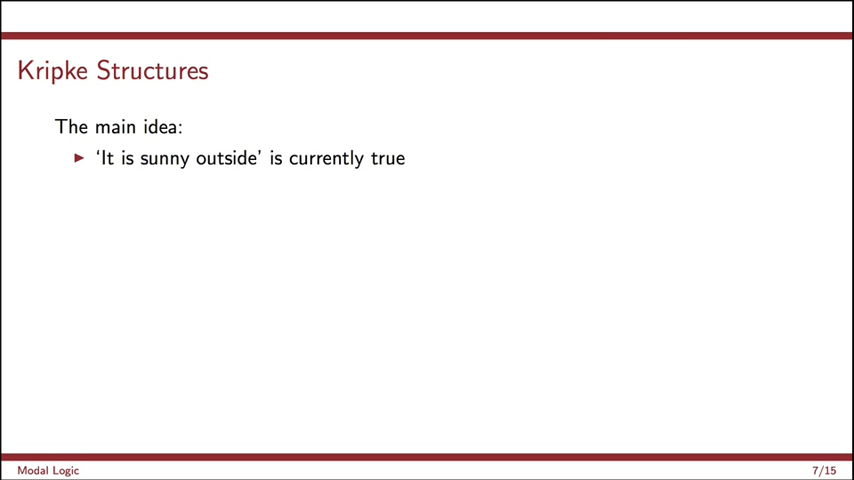 Kripke Structures
The main idea:
▶ ‘It is sunny outside’ is currently true
Modal Logic
7/15